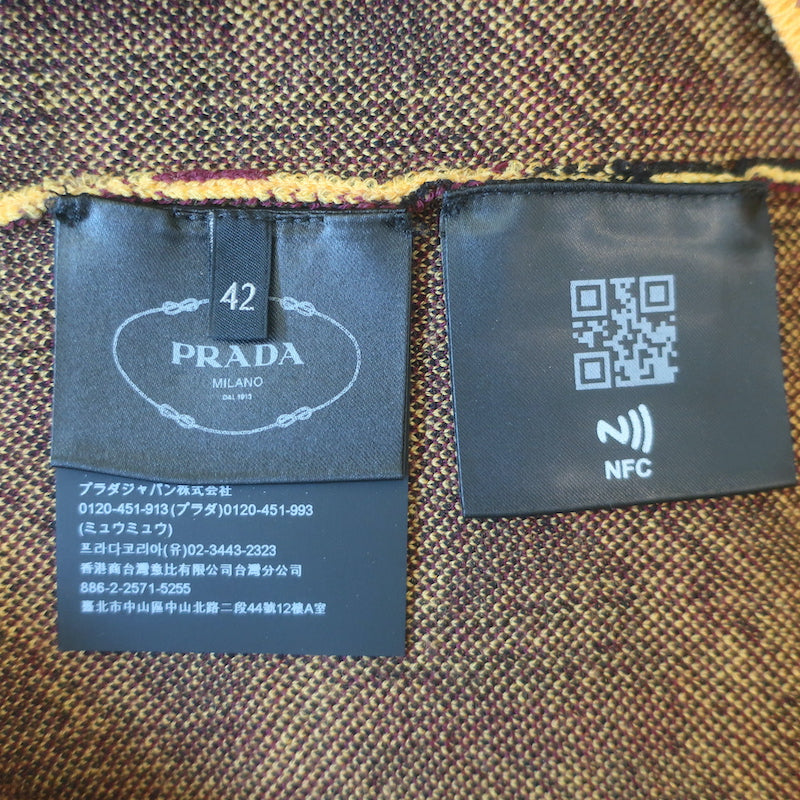 42
PRADA
MILANO
DAL 1913
プラダジャパン株式会社
0120-451-913(プラダ)0120-451-993
(ミュウミュウ)
프라다코리아(유)02-3443-2323
香港商台灣意比有限公司台灣分公司
886-2-2571-5255
臺北市中山區中山北路二段44號12樓A室
NFC